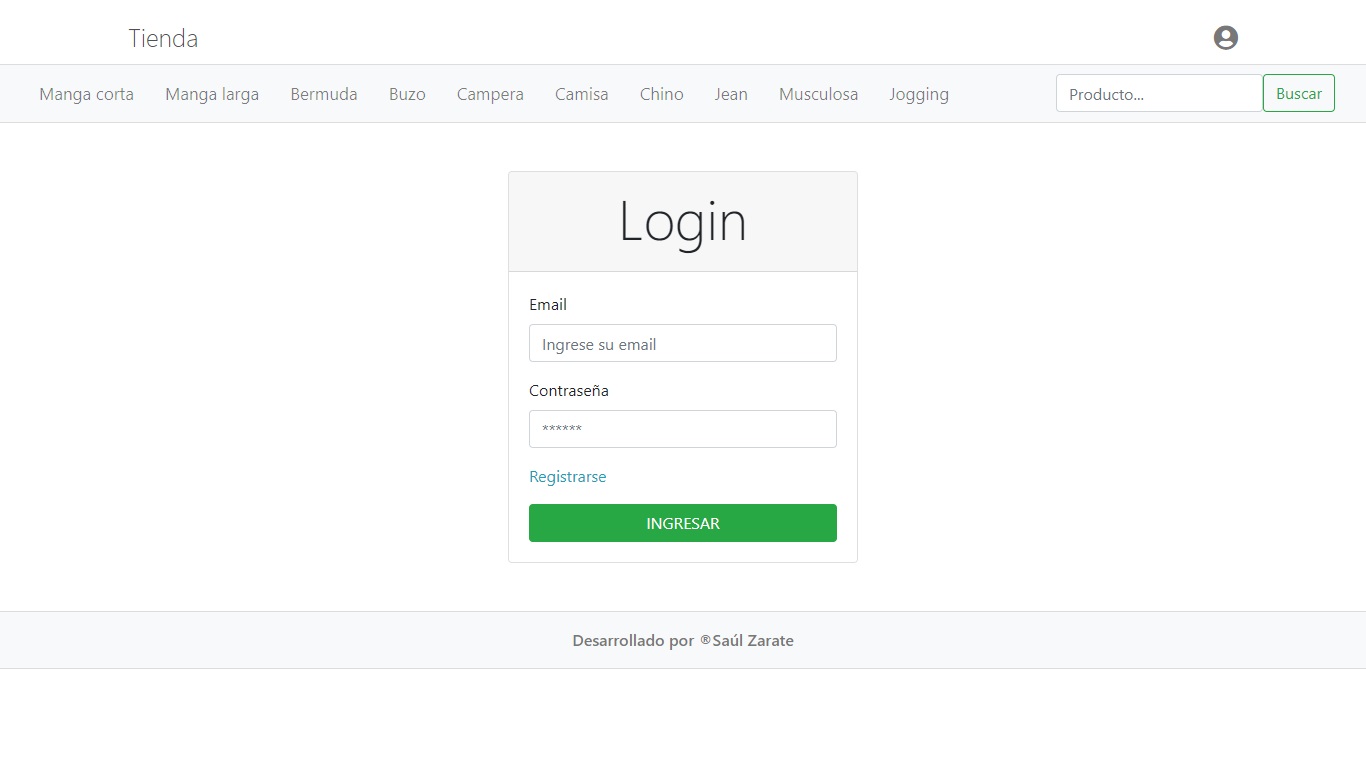 Tienda
Manga corta Manga larga Bermuda Buzo Campera Camisa Chino Jean Musculosa Jogging Producto... Buscar
Login
Email
Ingrese su email
Contraseña
******
Registrarse
INGRESAR
Desarrollado por ®Saúl Zarate